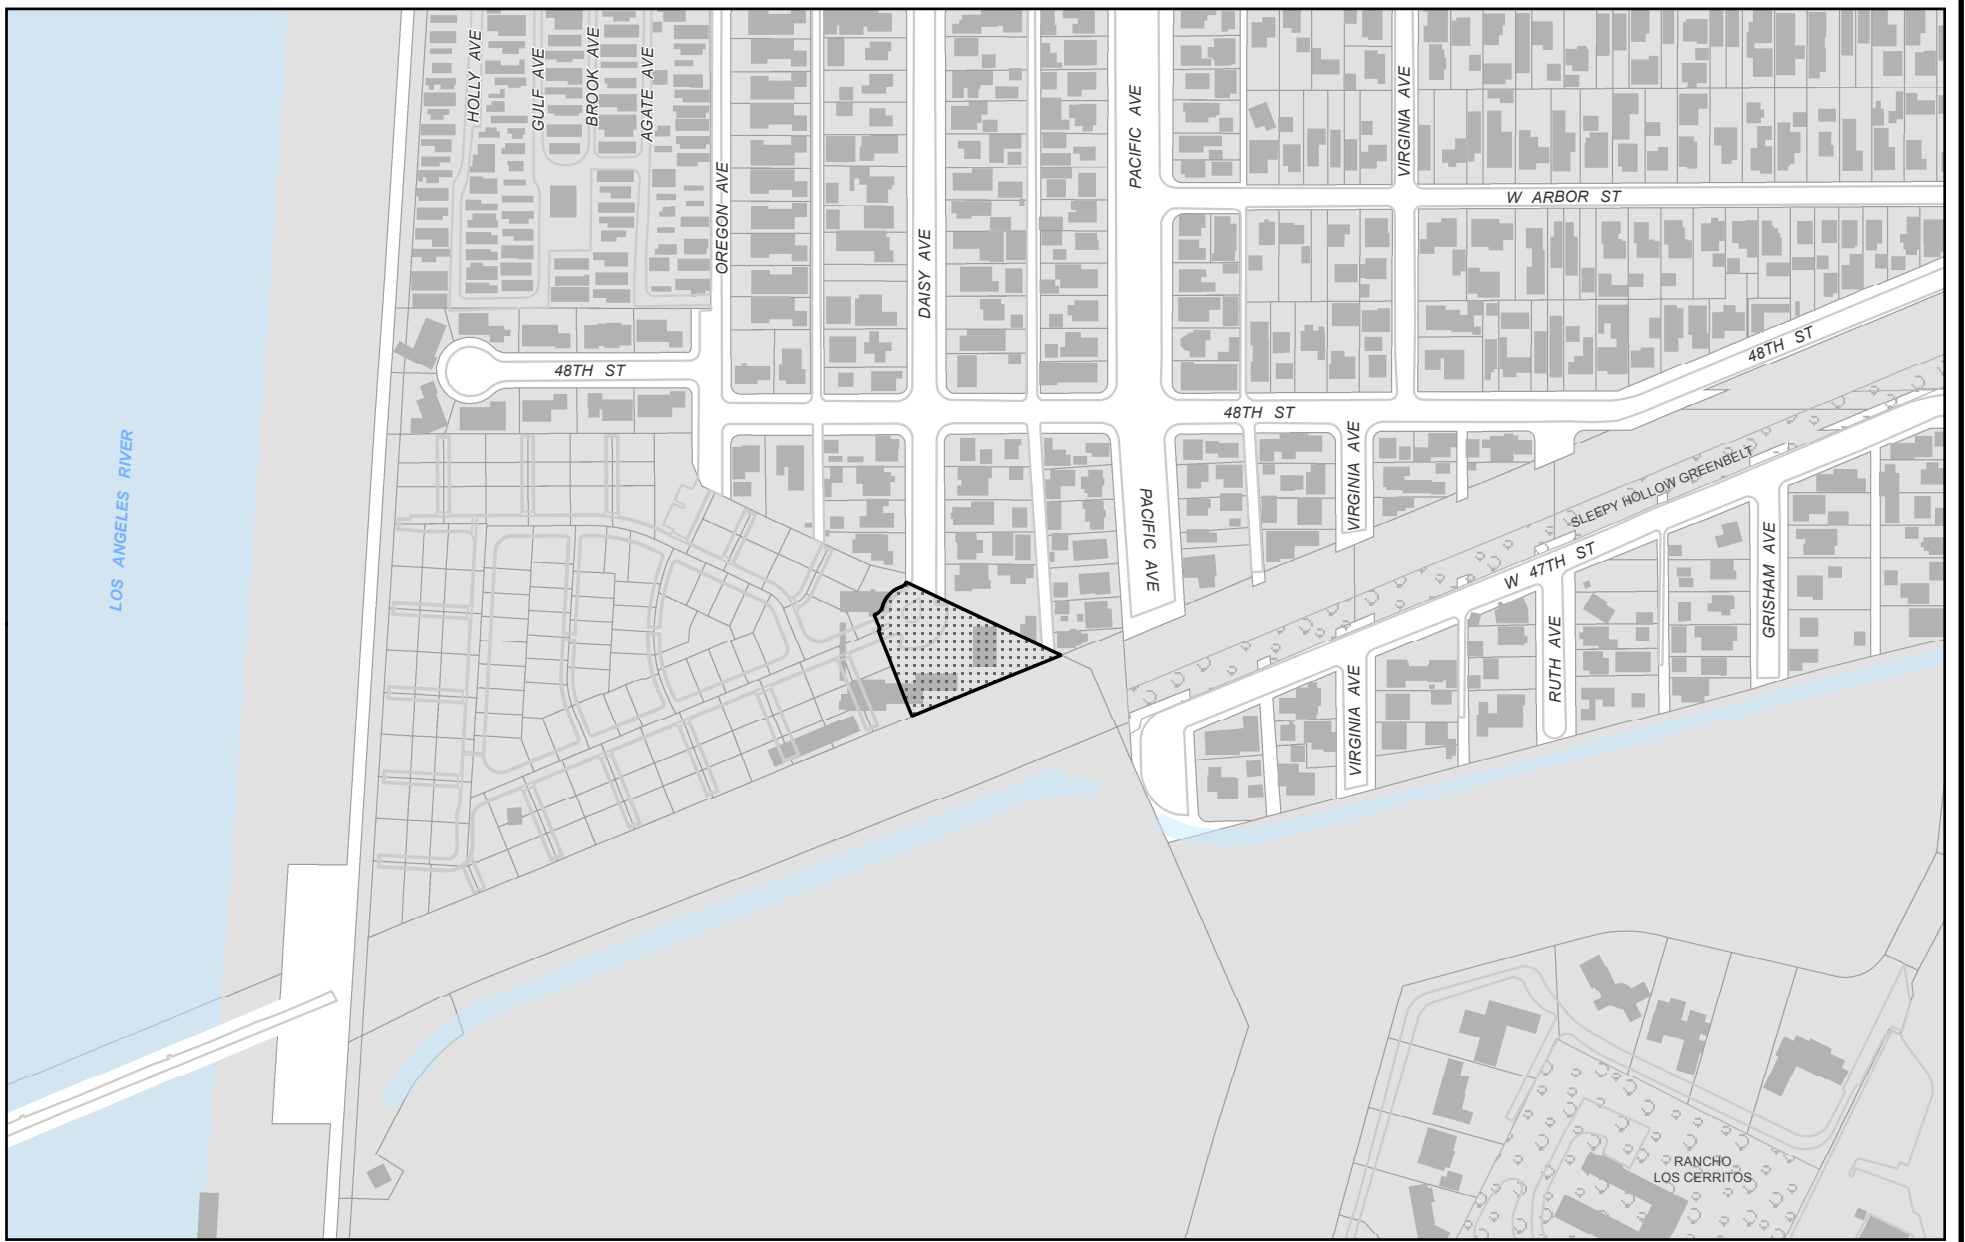 HOLLY AVE
GULF AVE
BROOK AVE
AGATE AVE
OREGON AVE
DAISY AVE
PACIFIC AVE
VIRGINIA AVE
W ARBOR ST
48TH ST
48TH ST
48TH ST
LOS ANGELES RIVER
PACIFIC AVE
VIRGINIA AVE
SLEEPY HOLLOW GREENBELT
W 47TH ST
GRISHAM AVE
RUTH AVE
VIRGINIA AVE
RANCHO
LOS CERRITOS